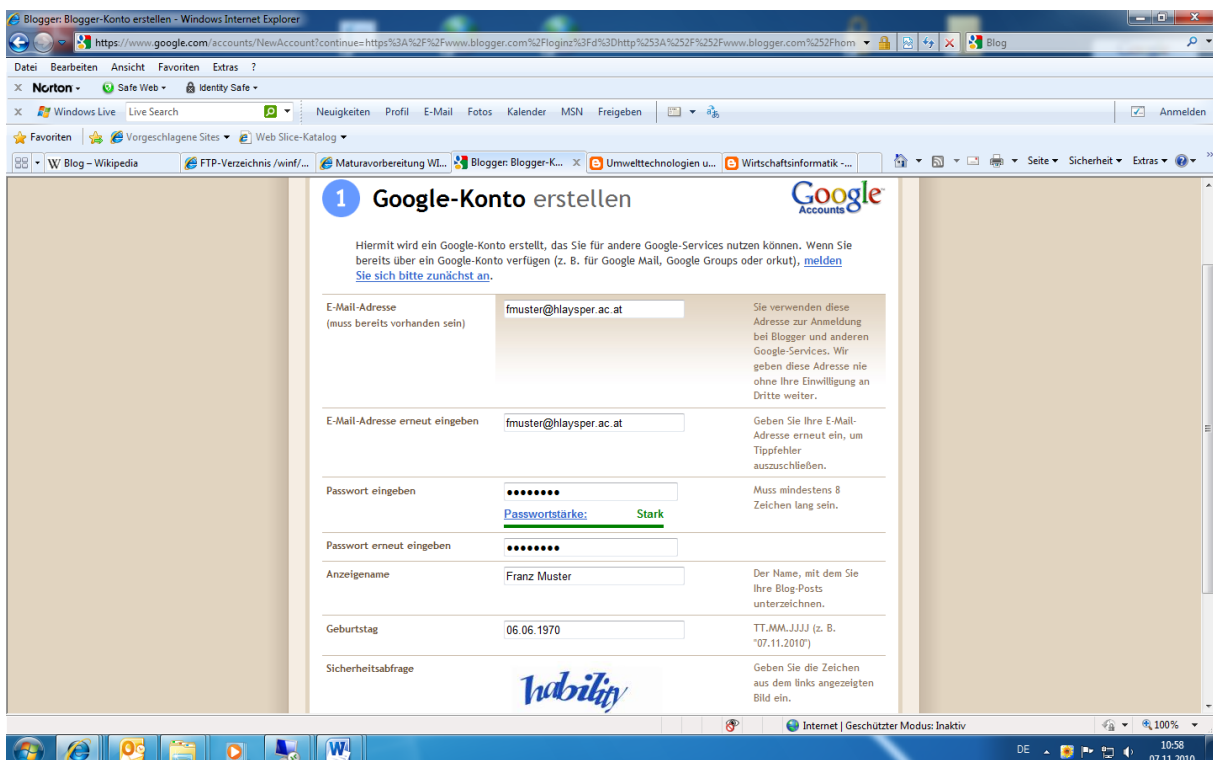 Blogger: Blogger-Konto erstellen - Windows Internet Explorer
https://www.google.com/accounts/NewAccount?continue=https%3A%2F%2Fwww.blogger.com%2Floginz%3Fd%3Dhttp%253A%252F%252Fwww.blogger.com%252Fhom Blog
Datei Bearbeiten Ansicht Favoriten Extras ?
x Norton Safe Web Identity Safe
x Windows Live Live Search Neuigkeiten Profil E-Mail Fotos Kalender MSN Freigeben Anmelden
Favoriten Vorgeschlagene Sites Web Slice-Katalog
W Blog – Wikipedia FTP-Verzeichnis /winf/... Maturavorbereitung WI... Blogger: Blogger-K... x Umwelttechnologien u... Wirtschaftsinformatik -... Seite Sicherheit Extras »
1 Google-Konto erstellen
Google
Accounts
Hiermit wird ein Google-Konto erstellt, das Sie für andere Google-Services nutzen können. Wenn Sie
bereits über ein Google-Konto verfügen (z. B. für Google Mail, Google Groups oder orkut), melden
Sie sich bitte zunächst an.
E-Mail-Adresse
(muss bereits vorhanden sein)
fmuster@hlaysper.ac.at
Sie verwenden diese
Adresse zur Anmeldung
bei Blogger und anderen
Google-Services. Wir
geben diese Adresse nie
ohne Ihre Einwilligung an
Dritte weiter.
E-Mail-Adresse erneut eingeben
fmuster@hlaysper.ac.at
Geben Sie Ihre E-Mail-
Adresse erneut ein, um
Tippfehler
auszuschließen.
Passwort eingeben
••••••••
Passwortstärke: Stark
Muss mindestens 8
Zeichen lang sein.
Passwort erneut eingeben
••••••••
Anzeigename
Franz Muster
Der Name, mit dem Sie
Ihre Blog-Posts
unterzeichnen.
Geburtstag
06.06.1970
TT.MM.JJJJ (z. B.
"07.11.2010")
Sicherheitsabfrage
hability
Geben Sie die Zeichen
aus dem links angezeigten
Bild ein.
Internet | Geschützter Modus: Inaktiv 100%
DE 10:58
07.11.2010